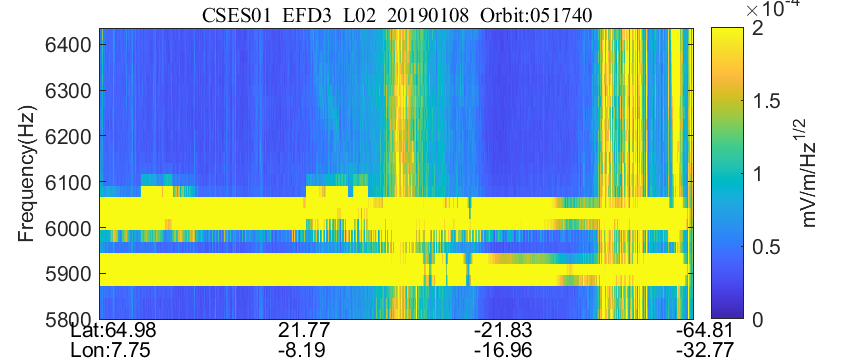 CSES01 EFD3 L02 20190108 Orbit:051740
×10⁻⁴
Frequency(Hz)
6400
6300
6200
6100
6000
5900
5800
2
1.5
1
0.5
0
mV/m/Hz^1/2
Lat:64.98 21.77 -21.83 -64.81
Lon:7.75 -8.19 -16.96 -32.77